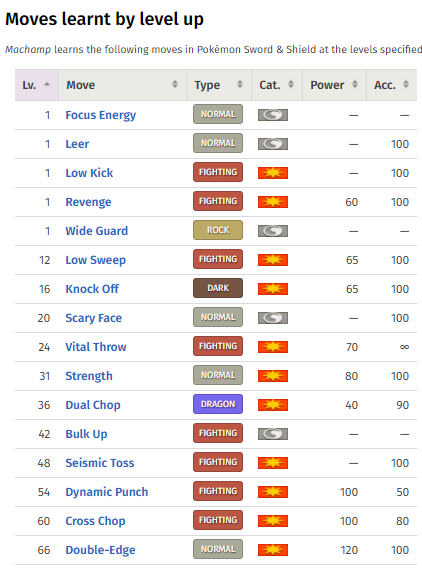 Moves learnt by level up
Machamp learns the following moves in Pokémon Sword & Shield at the levels specified
Lv. Move Type Cat. Power Acc.
1 Focus Energy NORMAL — —
1 Leer NORMAL — 100
1 Low Kick FIGHTING — 100
1 Revenge FIGHTING 60 100
1 Wide Guard ROCK — —
12 Low Sweep FIGHTING 65 100
16 Knock Off DARK 65 100
20 Scary Face NORMAL — 100
24 Vital Throw FIGHTING 70 ∞
31 Strength NORMAL 80 100
36 Dual Chop DRAGON 40 90
42 Bulk Up FIGHTING — —
48 Seismic Toss FIGHTING — 100
54 Dynamic Punch FIGHTING 100 50
60 Cross Chop FIGHTING 100 80
66 Double-Edge NORMAL 120 100